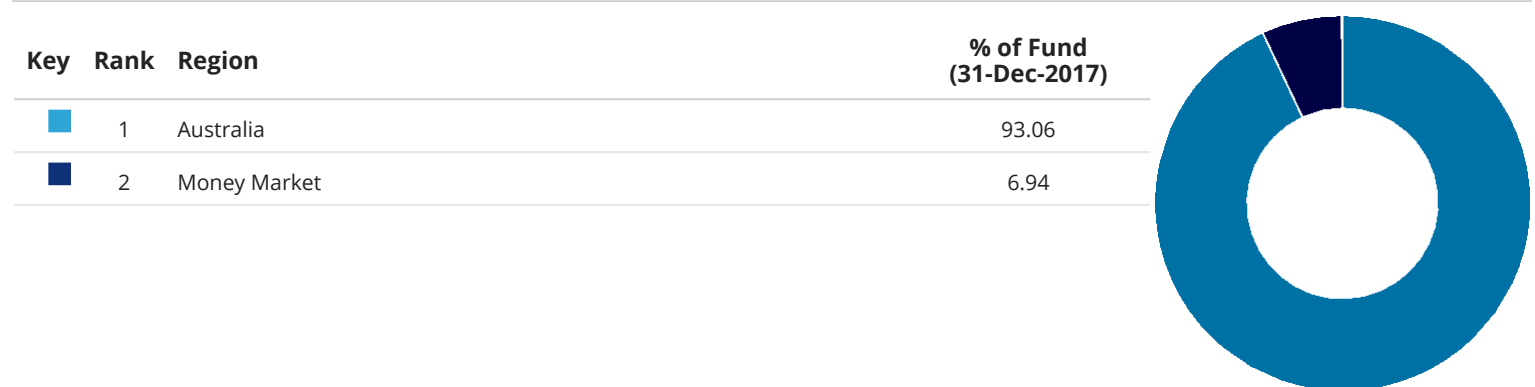 Key Rank Region % of Fund
(31-Dec-2017)
1 Australia 93.06
2 Money Market 6.94